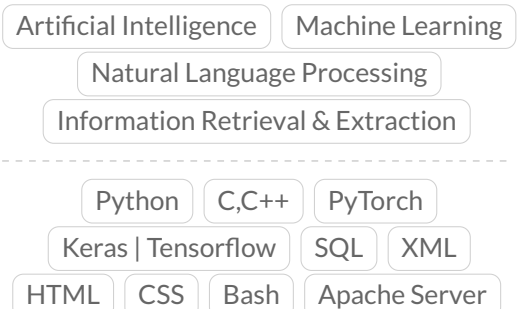 Artificial Intelligence Machine Learning
Natural Language Processing
Information Retrieval & Extraction
Python C,C++ PyTorch
Keras | Tensorflow SQL XML
HTML CSS Bash Apache Server